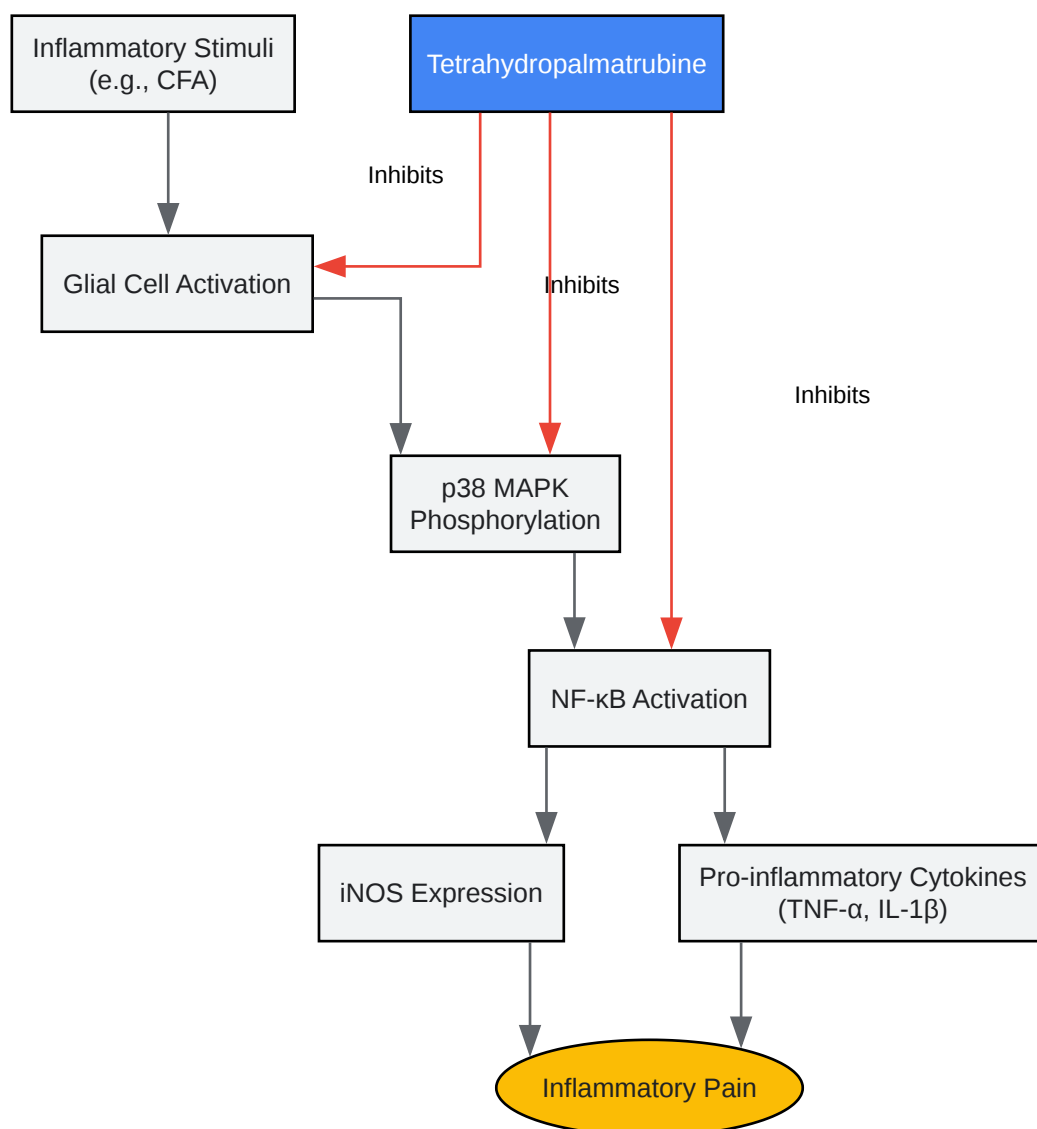 Inflammatory Stimuli
(e.g., CFA)
Tetrahydropalmatrubine
Inhibits
Glial Cell Activation
Inhibits
Inhibits
p38 MAPK
Phosphorylation
NF-κB Activation
iNOS Expression
Pro-inflammatory Cytokines
(TNF-α, IL-1β)
Inflammatory Pain